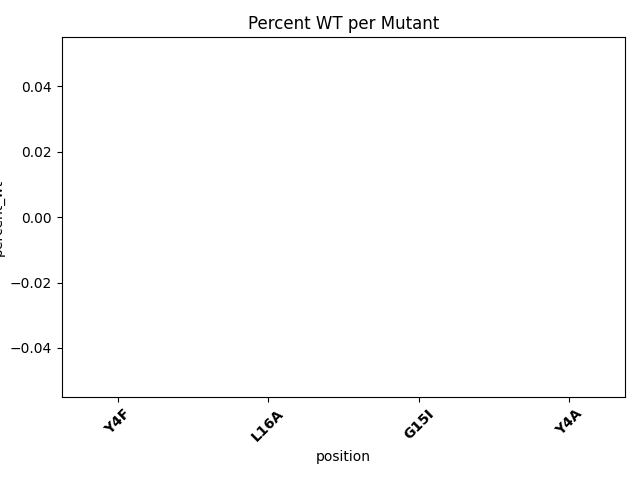 Percent WT per Mutant
0.04
0.02
0.00
−0.02
−0.04
percent_wt
Y4F
L16A
G15I
Y4A
position